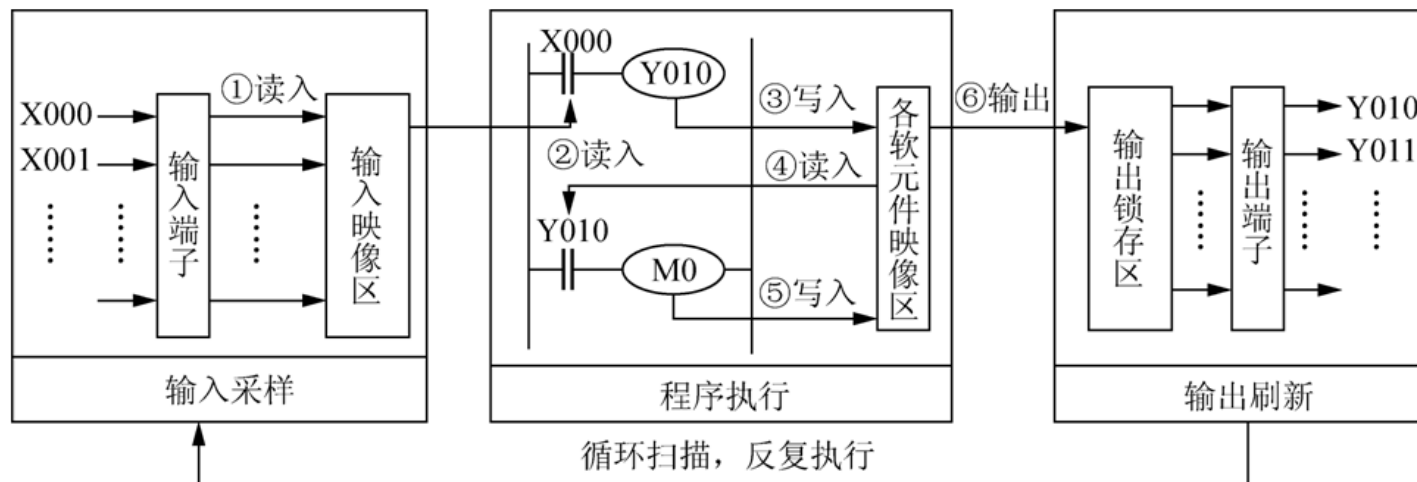 X000
X001
输入端子
①读入
输入映像区
输入采样
X000
Y010
②读入
③写入
④读入
Y010
M0
⑤写入
各软元件映像区
程序执行
⑥输出
输出锁存区
输出端子
Y010
Y011
输出刷新
循环扫描，反复执行